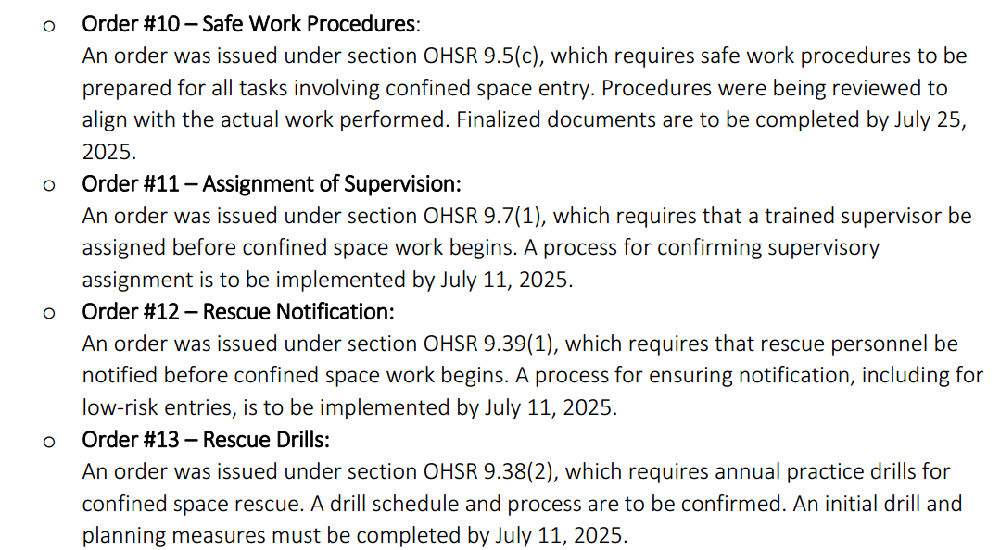 o Order #10 – Safe Work Procedures:
An order was issued under section OHSR 9.5(c), which requires safe work procedures to be
prepared for all tasks involving confined space entry. Procedures were being reviewed to
align with the actual work performed. Finalized documents are to be completed by July 25,
2025.
o Order #11 – Assignment of Supervision:
An order was issued under section OHSR 9.7(1), which requires that a trained supervisor be
assigned before confined space work begins. A process for confirming supervisory
assignment is to be implemented by July 11, 2025.
o Order #12 – Rescue Notification:
An order was issued under section OHSR 9.39(1), which requires that rescue personnel be
notified before confined space work begins. A process for ensuring notification, including for
low-risk entries, is to be implemented by July 11, 2025.
o Order #13 – Rescue Drills:
An order was issued under section OHSR 9.38(2), which requires annual practice drills for
confined space rescue. A drill schedule and process are to be confirmed. An initial drill and
planning measures must be completed by July 11, 2025.